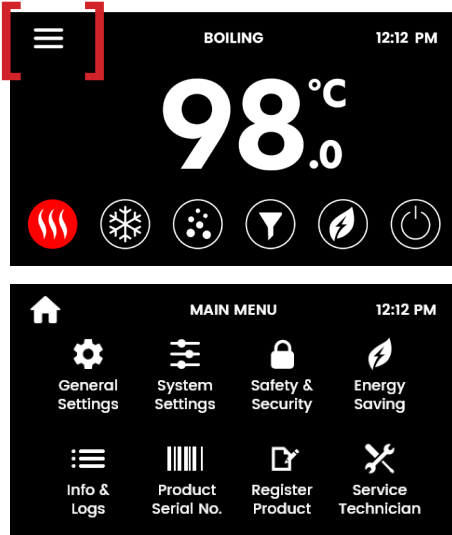 BOILING 12:12 PM
98.0 °C
MAIN MENU 12:12 PM
General Settings
System Settings
Safety & Security
Energy Saving
Info & Logs
Product Serial No.
Register Product
Service Technician